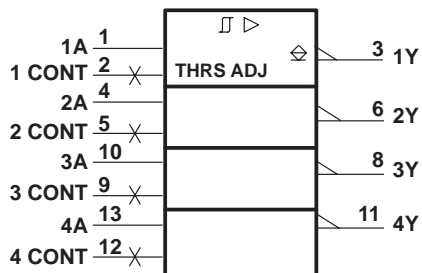 1A 1 3 1Y
1 CONT 2 THRS ADJ
2A 4 6 2Y
2 CONT 5
3A 10 8 3Y
3 CONT 9
4A 13 11 4Y
4 CONT 12